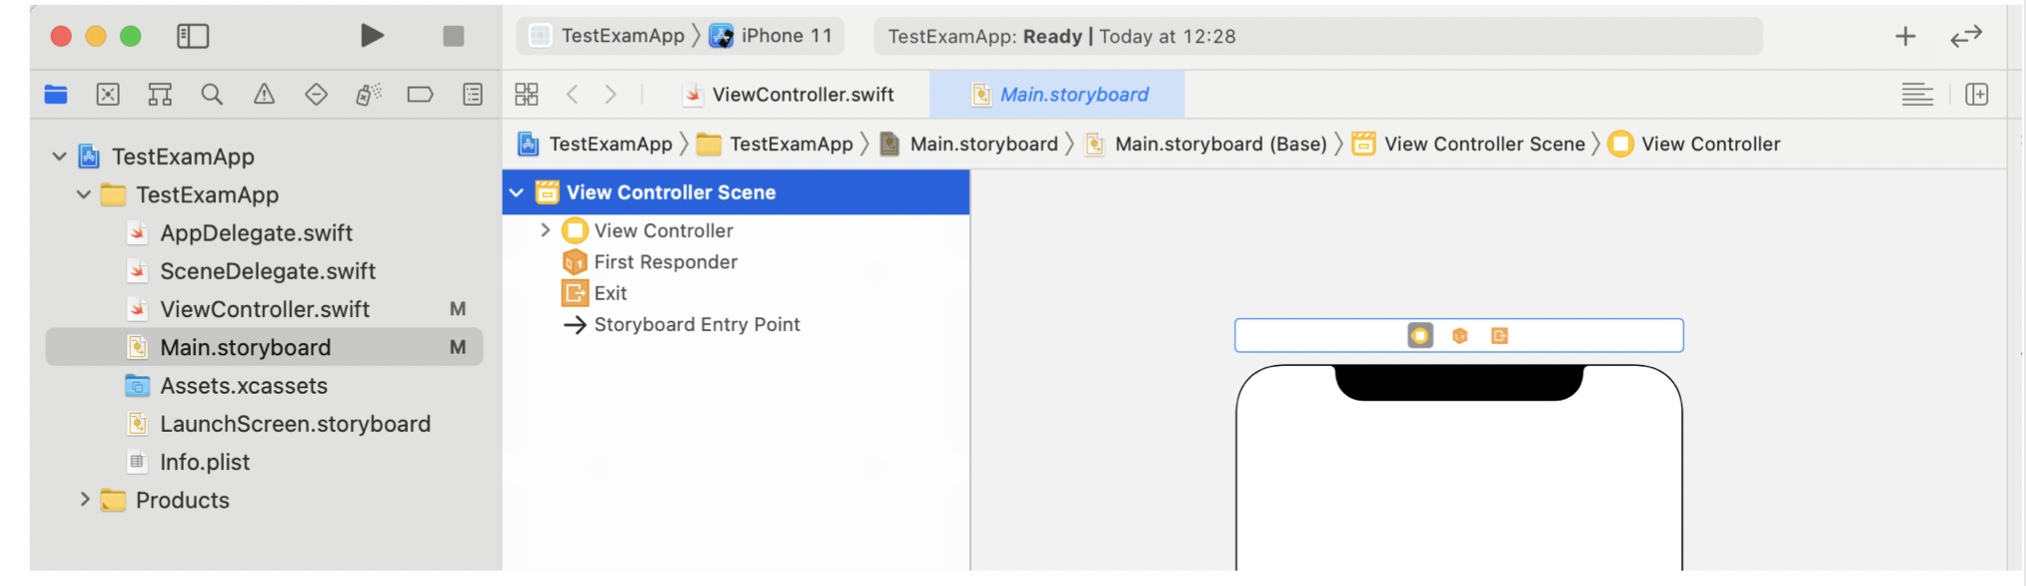 TestExamApp 〉 iPhone 11
TestExamApp: Ready | Today at 12:28
ViewController.swift
Main.storyboard
TestExamApp 〉 TestExamApp 〉 Main.storyboard 〉 Main.storyboard (Base) 〉 View Controller Scene 〉 View Controller
TestExamApp
TestExamApp
AppDelegate.swift
SceneDelegate.swift
ViewController.swift M
Main.storyboard M
Assets.xcassets
LaunchScreen.storyboard
Info.plist
Products
View Controller Scene
View Controller
First Responder
Exit
Storyboard Entry Point